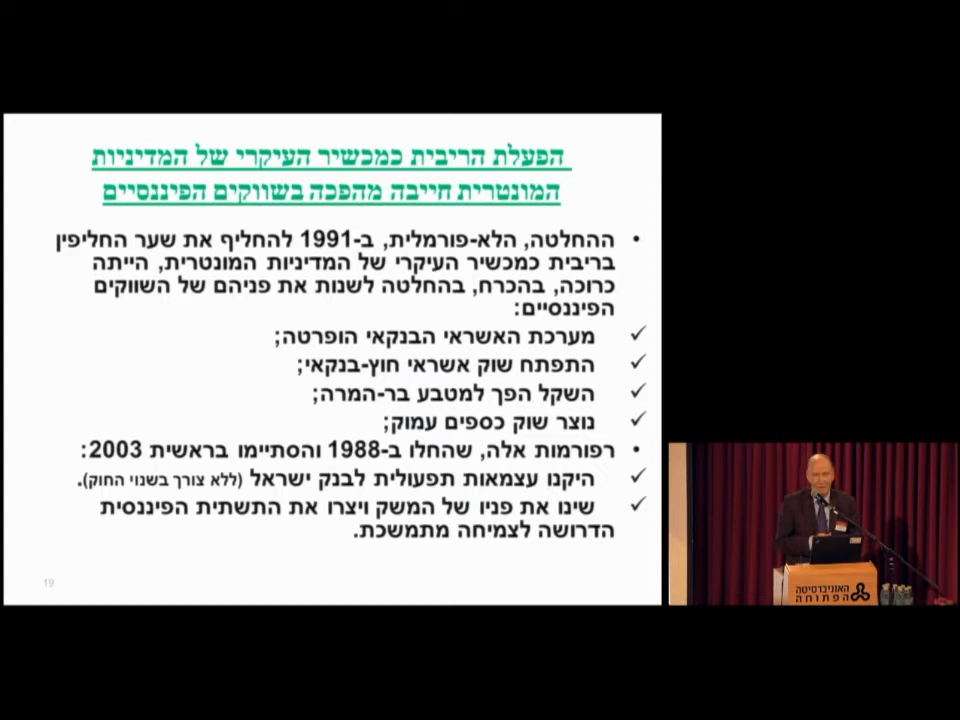 הפעלת הריבית כמכשיר העיקרי של המדיניות
המונטרית חייבה מהפכה בשווקים הפיננסיים
• ההחלטה, הלא-פורמלית, ב-1991 להחליף את שער החליפין
בריבית כמכשיר העיקרי של המדיניות המונטרית, הייתה
כרוכה, בהכרח, בהחלטה לשנות את פניהם של השווקים
הפיננסיים:
✓ מערכת האשראי הבנקאי הופרטה;
✓ התפתח שוק אשראי חוץ-בנקאי;
✓ השקל הפך למטבע בר-המרה;
✓ נוצר שוק כספים עמוק;
• רפורמות אלה, שהחלו ב-1988 והסתיימו בראשית 2003:
✓ היקנו עצמאות תפעולית לבנק ישראל (ללא צורך בשנוי החוק).
✓ שינו את פניו של המשק ויצרו את התשתית הפיננסית
הדרושה לצמיחה מתמשכת.
19
האוניברסיטה
הפתוחה